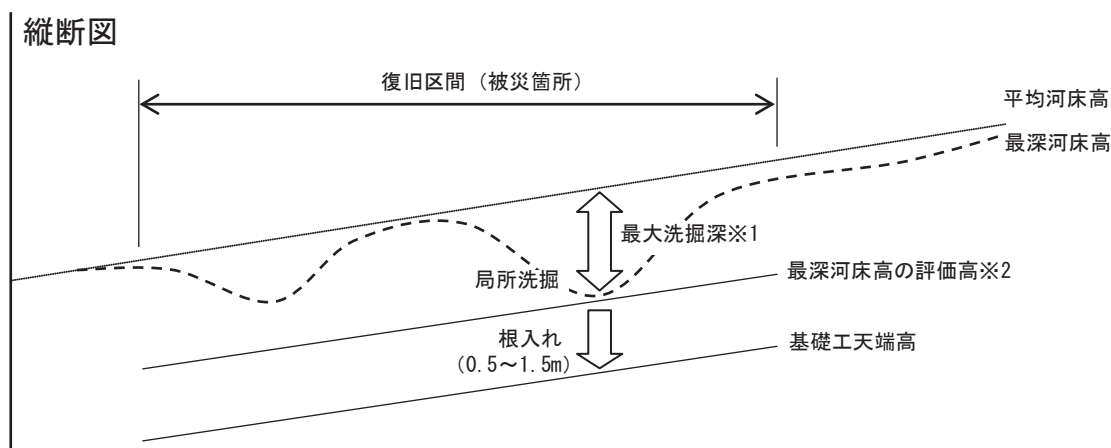 縦断図
復旧区間（被災箇所）
平均河床高
最深河床高
最大洗掘深※1
局所洗掘
最深河床高の評価高※2
根入れ
(0.5～1.5m)
基礎工天端高